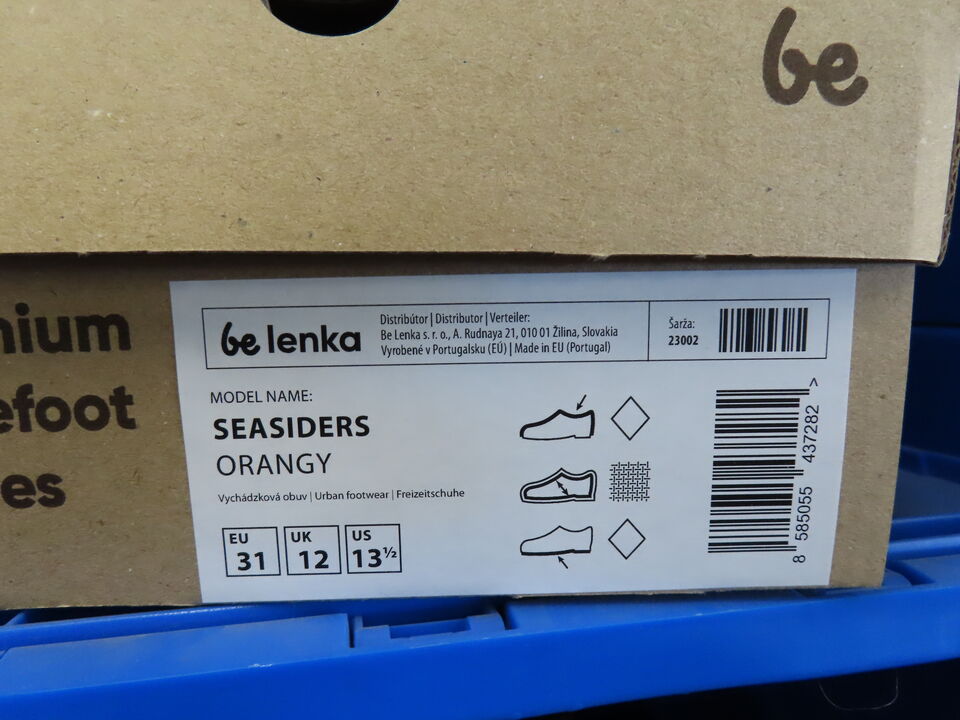 be
nium
efoot
es
be lenka
Distribútor | Distributor | Verteiler:
Be Lenka s. r. o., A. Rudnaya 21, 010 01 Žilina, Slovakia
Vyrobené v Portugalsku (EÚ) | Made in EU (Portugal)
Šarža:
23002
MODEL NAME:
SEASIDERS
ORANGY
Vychádzková obuv | Urban footwear | Freizeitschuhe
EU 31
UK 12
US 13½
8 585055 437282 >